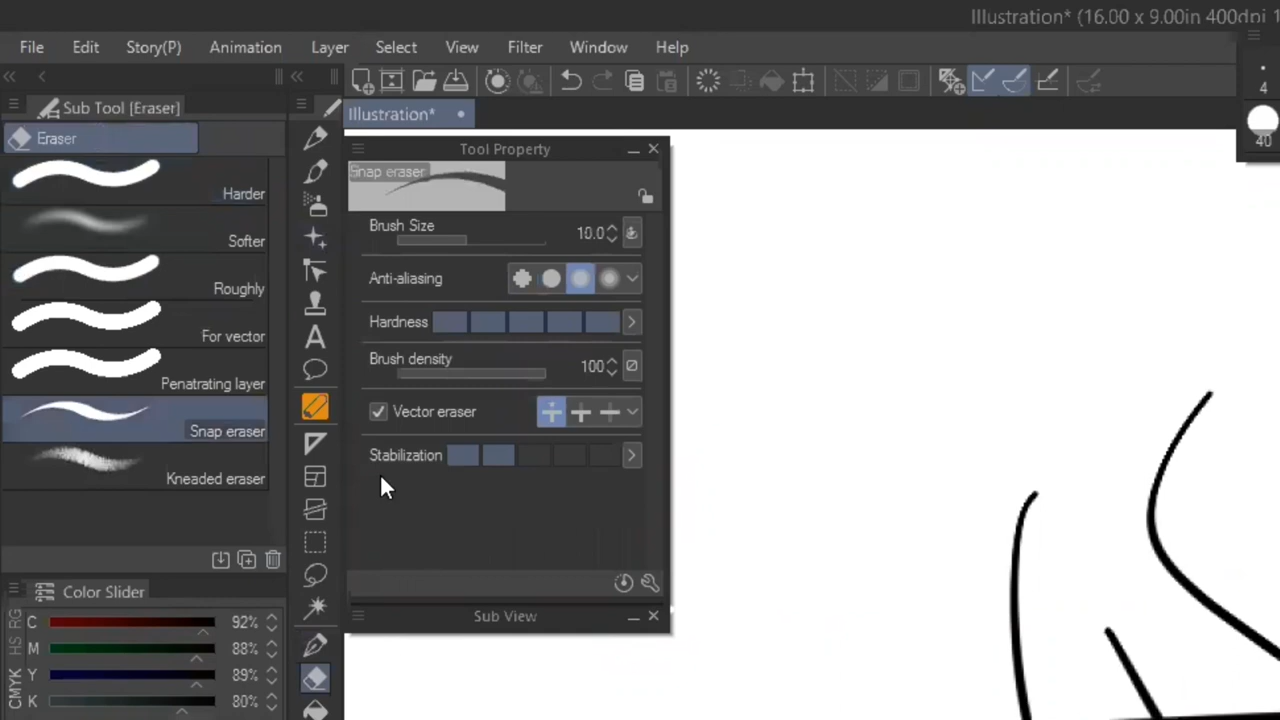 Illustration* (16.00 x 9.00in 400dpi
File Edit Story(P) Animation Layer Select View Filter Window Help
Sub Tool [Eraser]
Eraser
Harder
Softer
Roughly
For vector
Penatrating layer
Snap eraser
Kneaded eraser
Illustration*
Tool Property
Snap eraser
Brush Size 10.0
Anti-aliasing
Hardness
Brush density 100
Vector eraser
Stabilization
Sub View
4
40
Color Slider
RG
HS
CMYK
C 92%
M 88%
Y 89%
K 80%